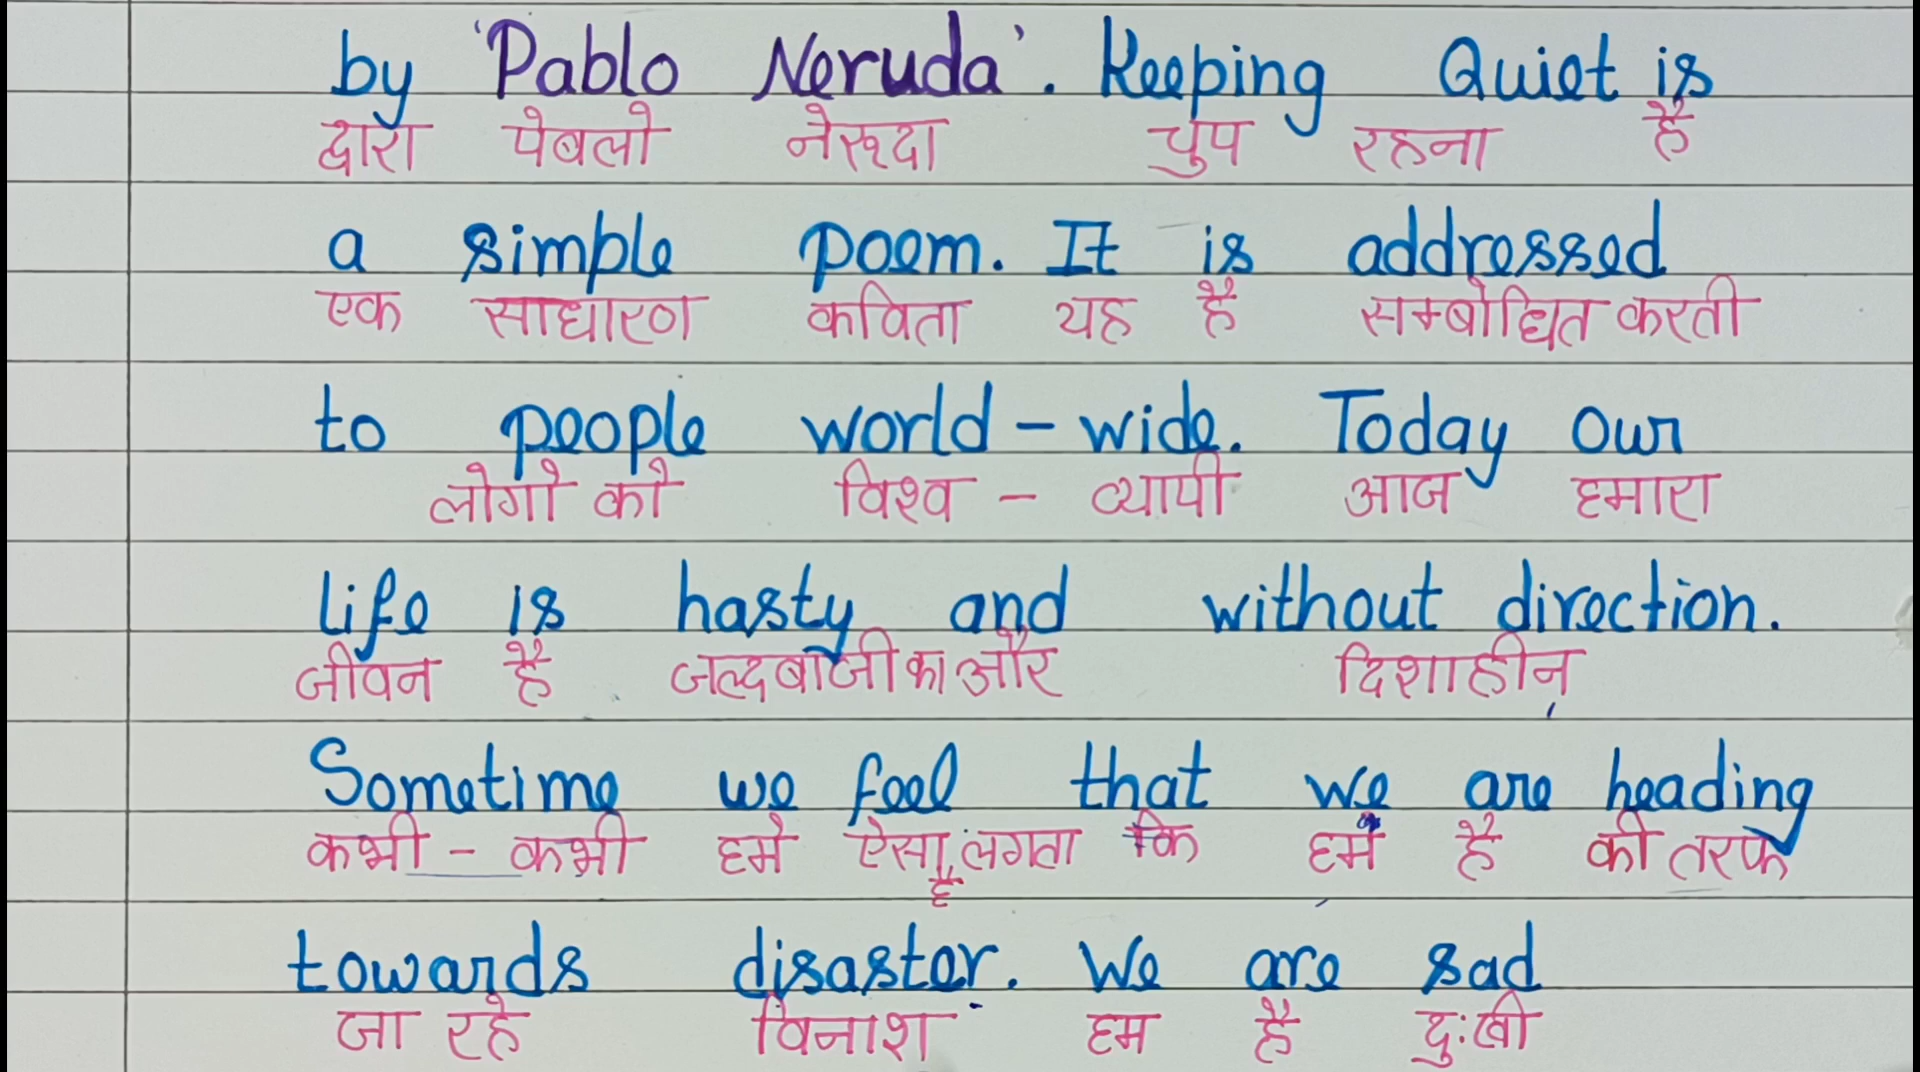 by 'Pablo Neruda'. Keeping Quiet is
द्वारा पेबलो नेरूदा चुप रहना है
a simple poem. It is addressed
एक साधारण कविता यह है सम्बोधित करती
to people world-wide. Today Our
लोगो को विश्व - व्यापी आज हमारा
life is hasty and without direction.
जीवन है जल्दबाजी का और दिशाहीन
Sometime we feel that we are heading
कभी - कभी हमे ऐसा लगता कि हमें है की तरफ
है
towards disaster. We are sad
जा रहे विनाश हम है दुःखी